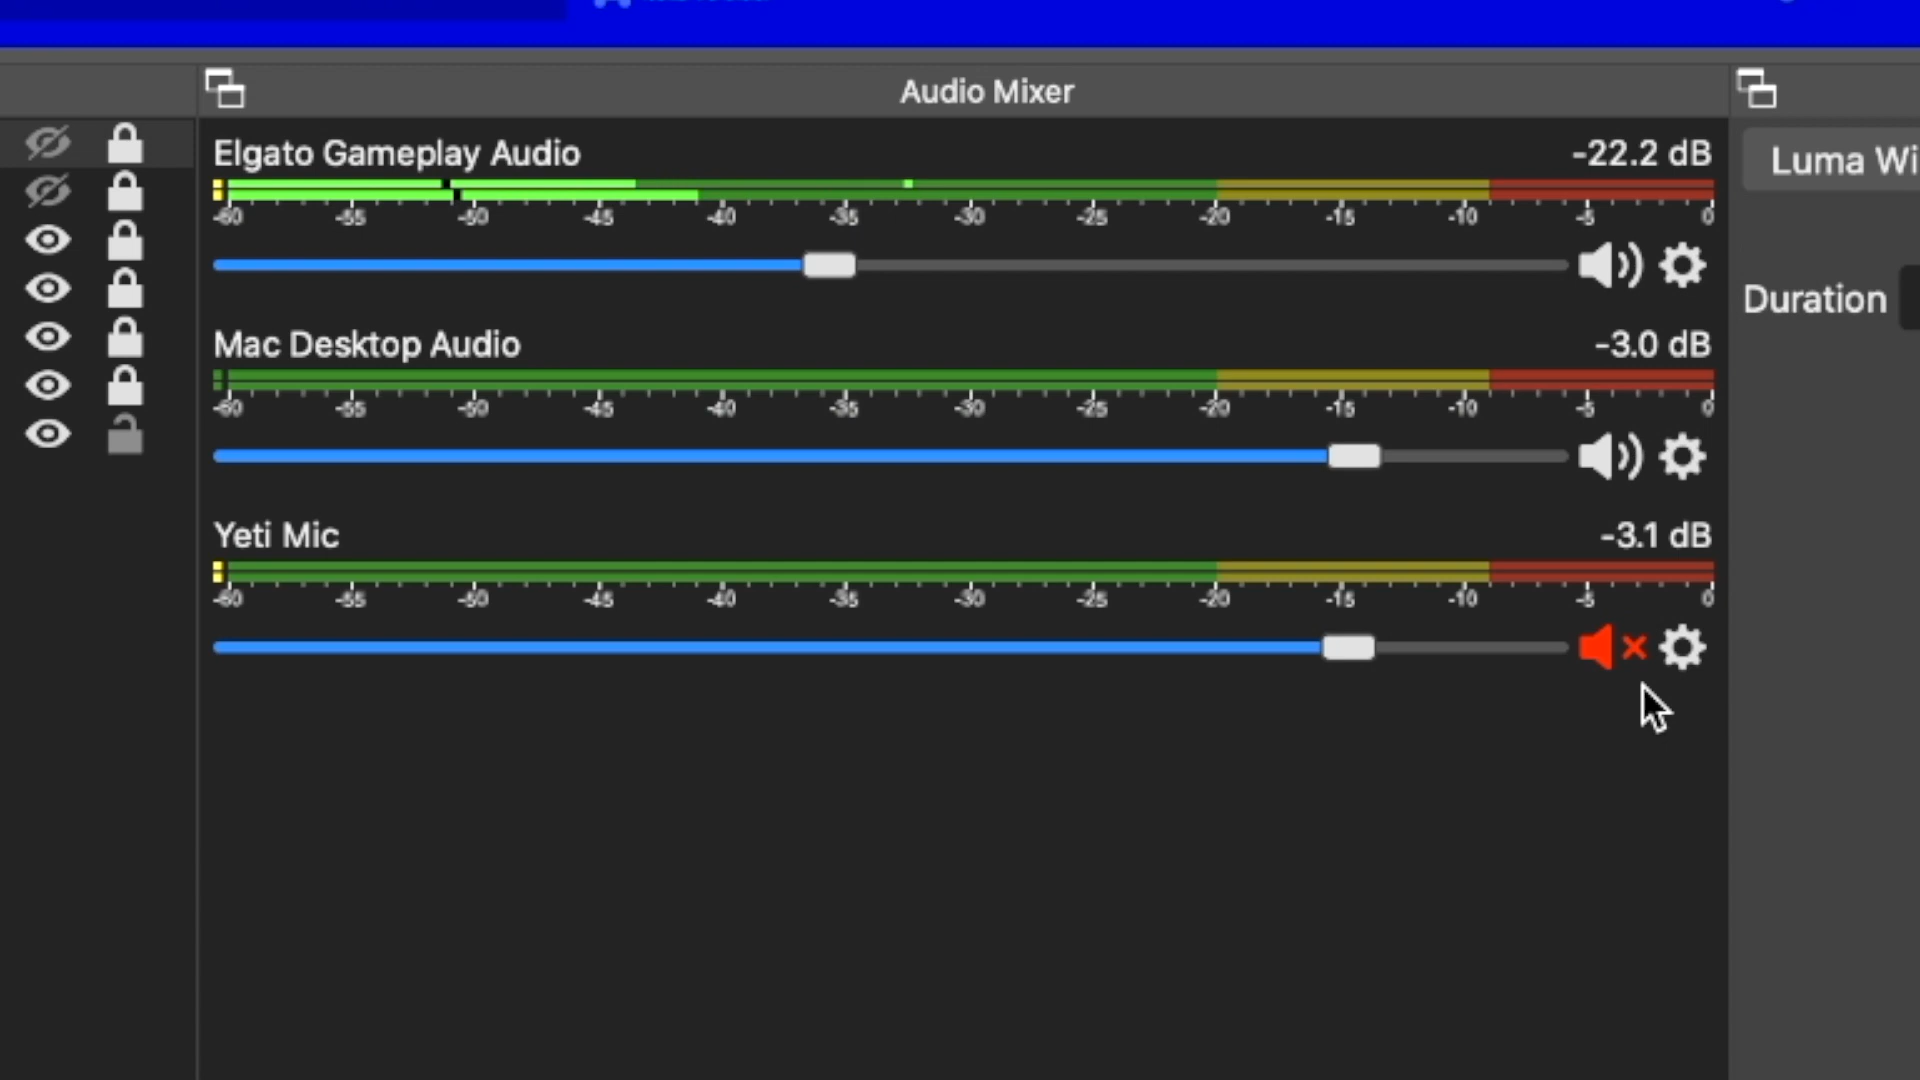 Audio Mixer
Elgato Gameplay Audio -22.2 dB
-60 -55 -50 -45 -40 -35 -30 -25 -20 -15 -10 -5 0
Mac Desktop Audio -3.0 dB
-60 -55 -50 -45 -40 -35 -30 -25 -20 -15 -10 -5 0
Yeti Mic -3.1 dB
-60 -55 -50 -45 -40 -35 -30 -25 -20 -15 -10 -5 0
Luma Wi
Duration